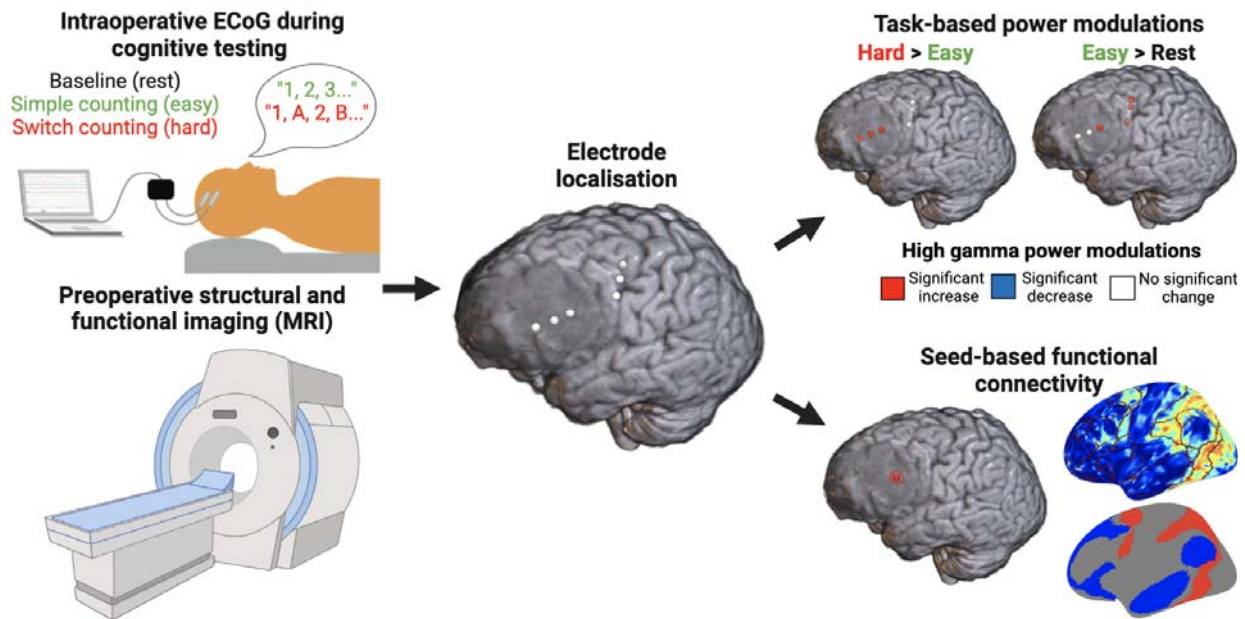 Intraoperative ECoG during
cognitive testing
Baseline (rest)
Simple counting (easy)
Switch counting (hard)
"1, 2, 3..."
"1, A, 2, B..."
Preoperative structural and
functional imaging (MRI)
Electrode
localisation
Task-based power modulations
Hard > Easy
Easy > Rest
High gamma power modulations
Significant
increase
Significant
decrease
No significant
change
Seed-based functional
connectivity